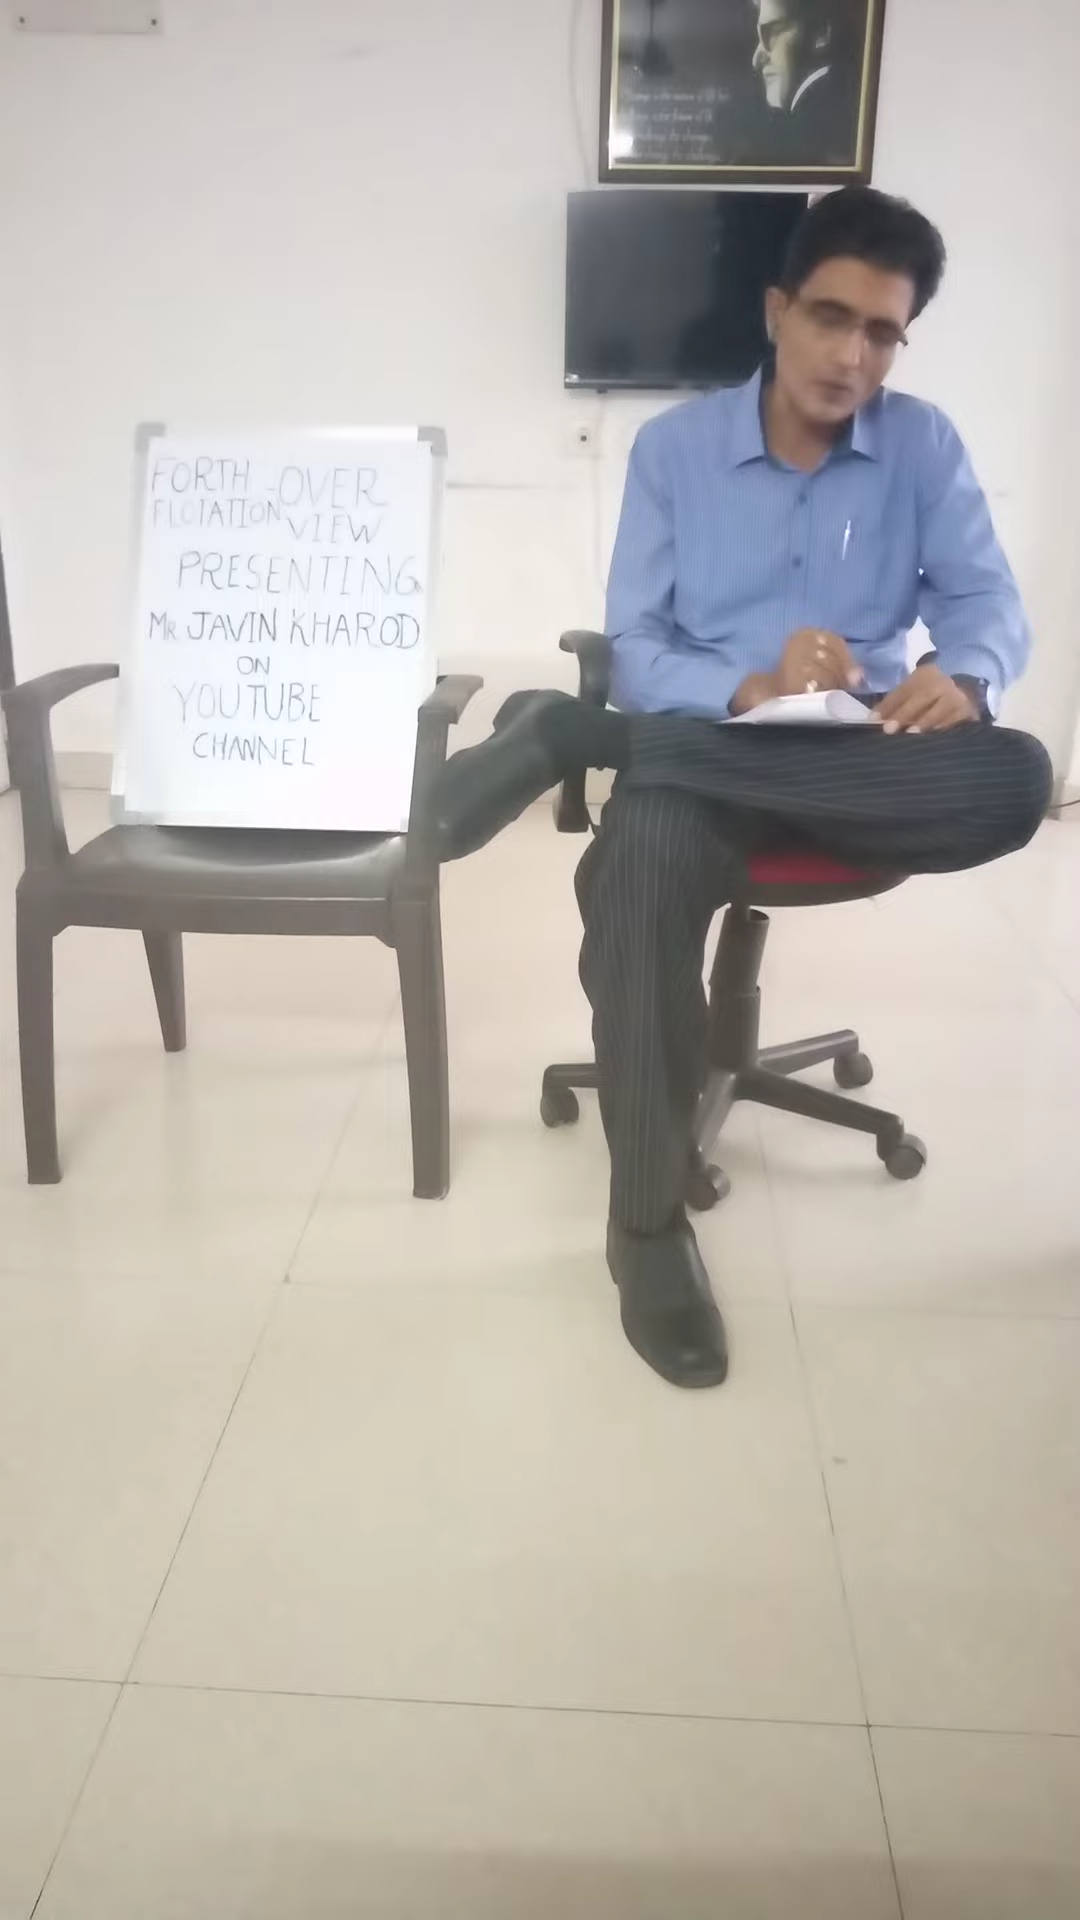 FORTH -OVER
FLOTATION VIEW
PRESENTING
MR. JAVIN KHAROD
ON
YOUTUBE
CHANNEL